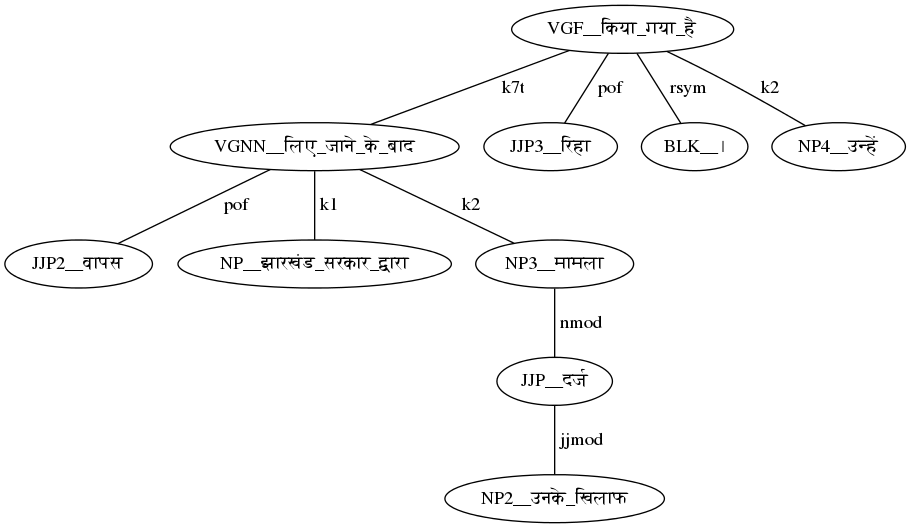 VGF__किया_गया_है
k7t pof rsym k2
VGNN__लिए_जाने_के_बाद JJP3__रिहा BLK__। NP4__उन्हें
pof k1 k2
JJP2__वापस NP__झारखंड_सरकार_द्वारा NP3__मामला
nmod
JJP__दर्ज
jjmod
NP2__उनके_खिलाफ